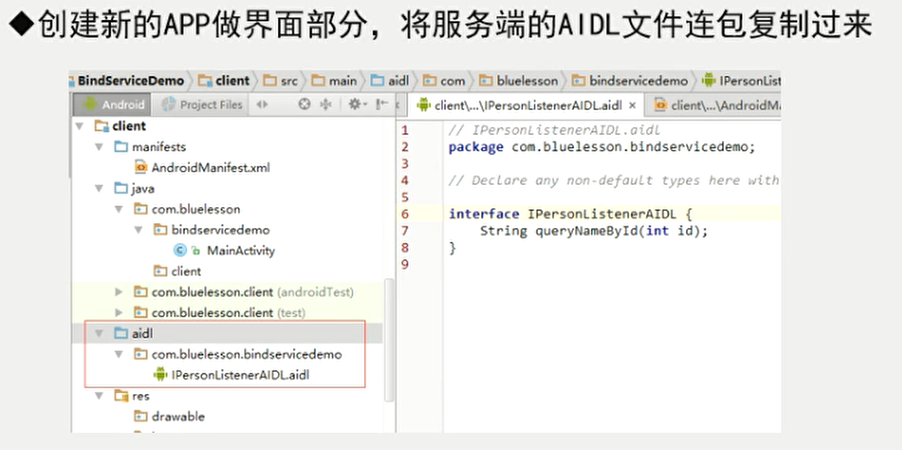 ◆创建新的APP做界面部分，将服务端的AIDL文件连包复制过来
BindServiceDemo client src main aidl com bluelesson bindservicedemo IPersonList
Android Project Files
client\...\IPersonListenerAIDL.aidl × client\...\AndroidMa
client
manifests
AndroidManifest.xml
java
com.bluelesson
bindservicedemo
MainActivity
client
com.bluelesson.client (androidTest)
com.bluelesson.client (test)
aidl
com.bluelesson.bindservicedemo
IPersonListenerAIDL.aidl
res
drawable
1 // IPersonListenerAIDL.aidl
2 package com.bluelesson.bindservicedemo;
3
4 // Declare any non-default types here with
5
6 interface IPersonListenerAIDL {
7 String queryNameById(int id);
8 }
9